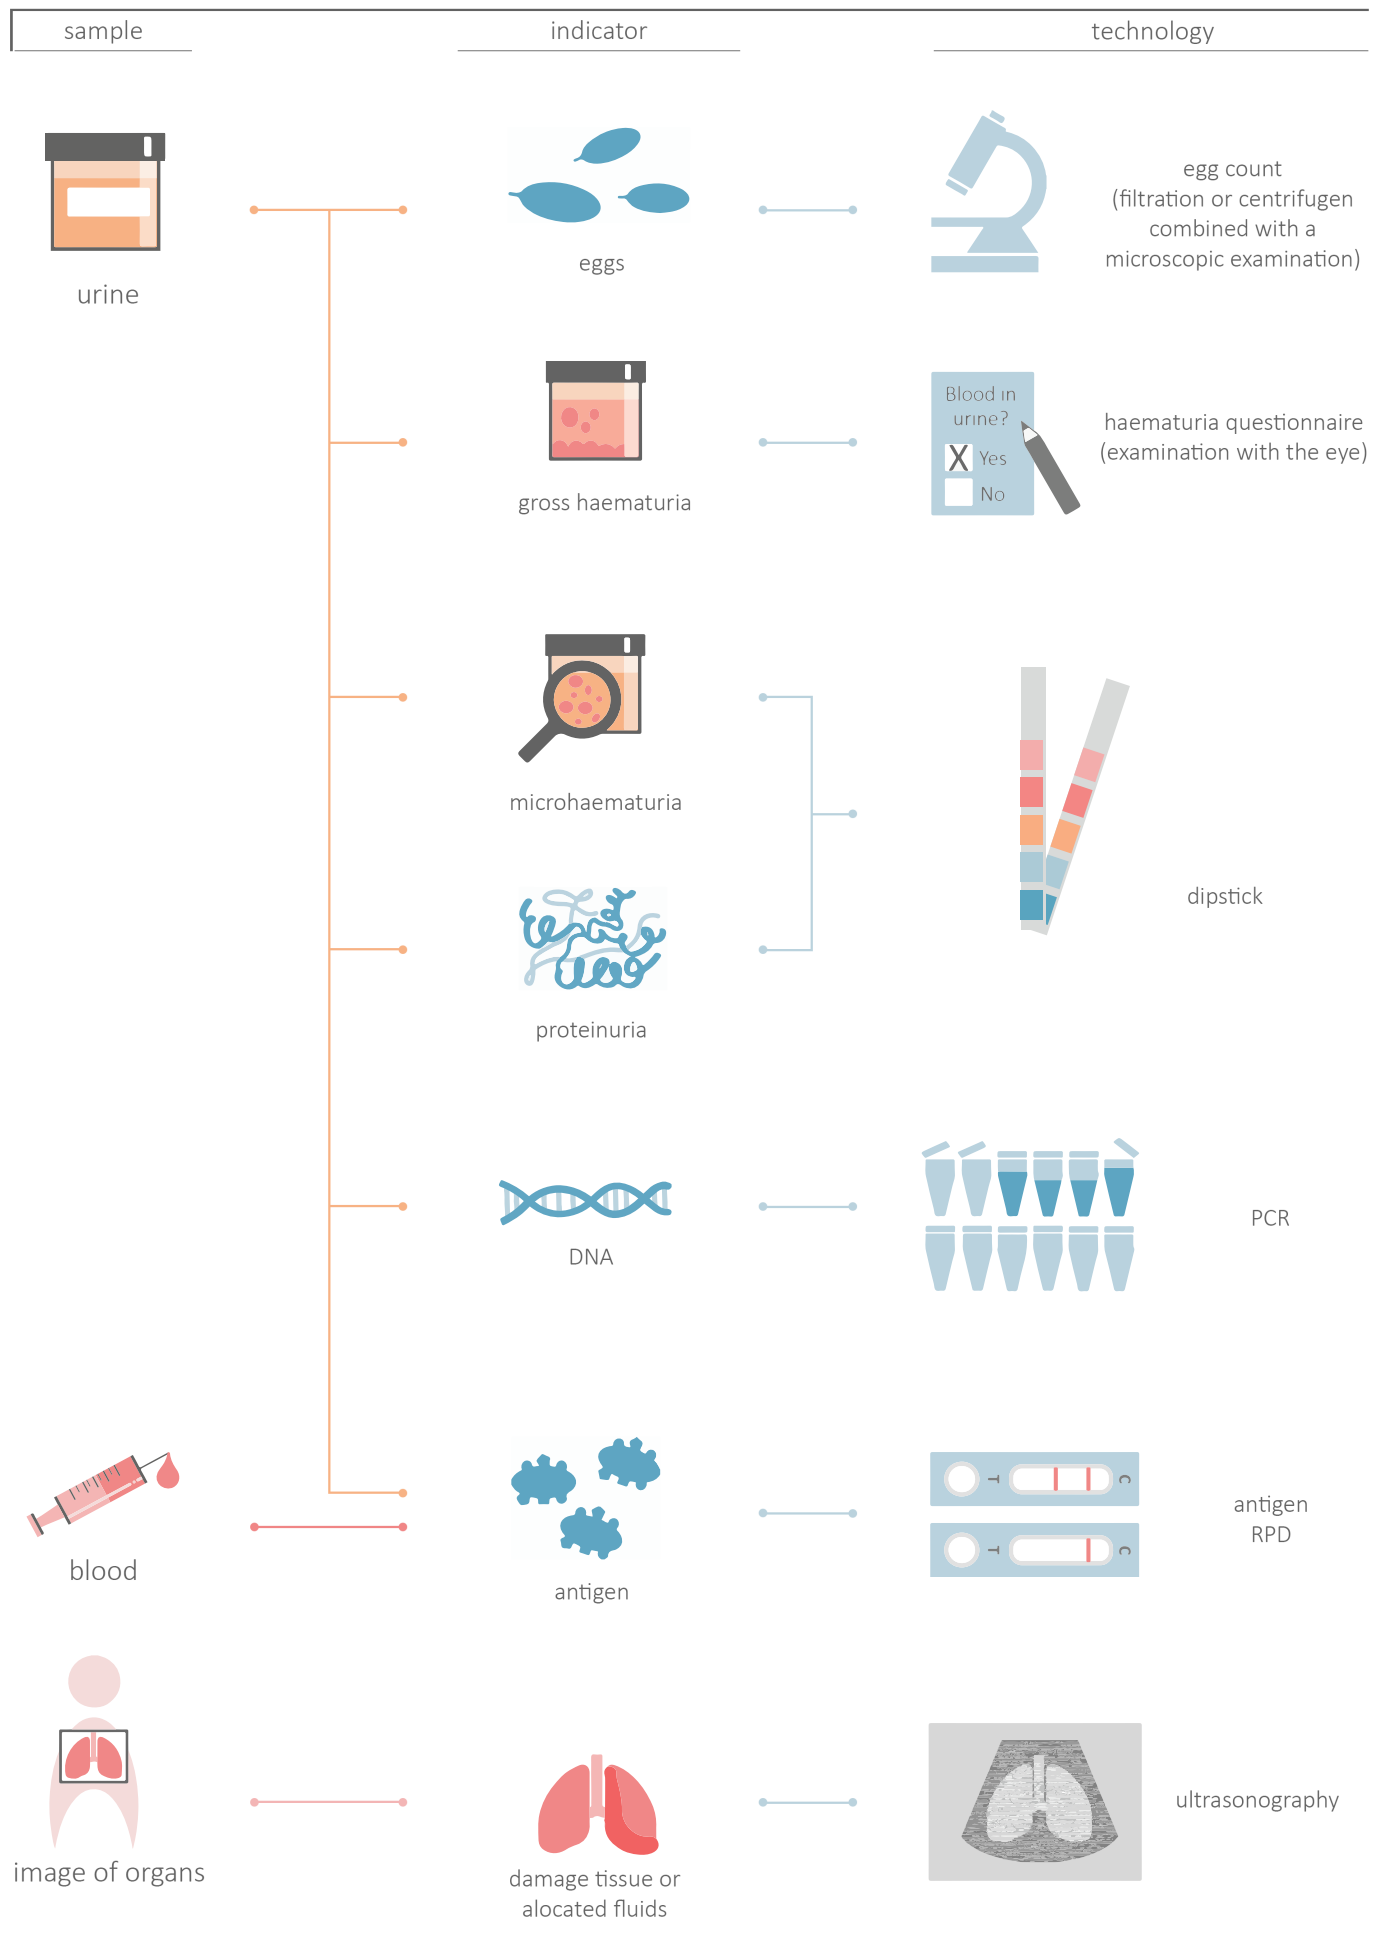 sample
indicator
technology
urine
eggs
egg count
(filtration or centrifugen
combined with a
microscopic examination)
gross haematuria
Blood in
urine?
X Yes
No
haematuria questionnaire
(examination with the eye)
microhaematuria
proteinuria
dipstick
DNA
PCR
blood
antigen
T
C
T
C
antigen
RPD
image of organs
damage tissue or
alocated fluids
ultrasonography